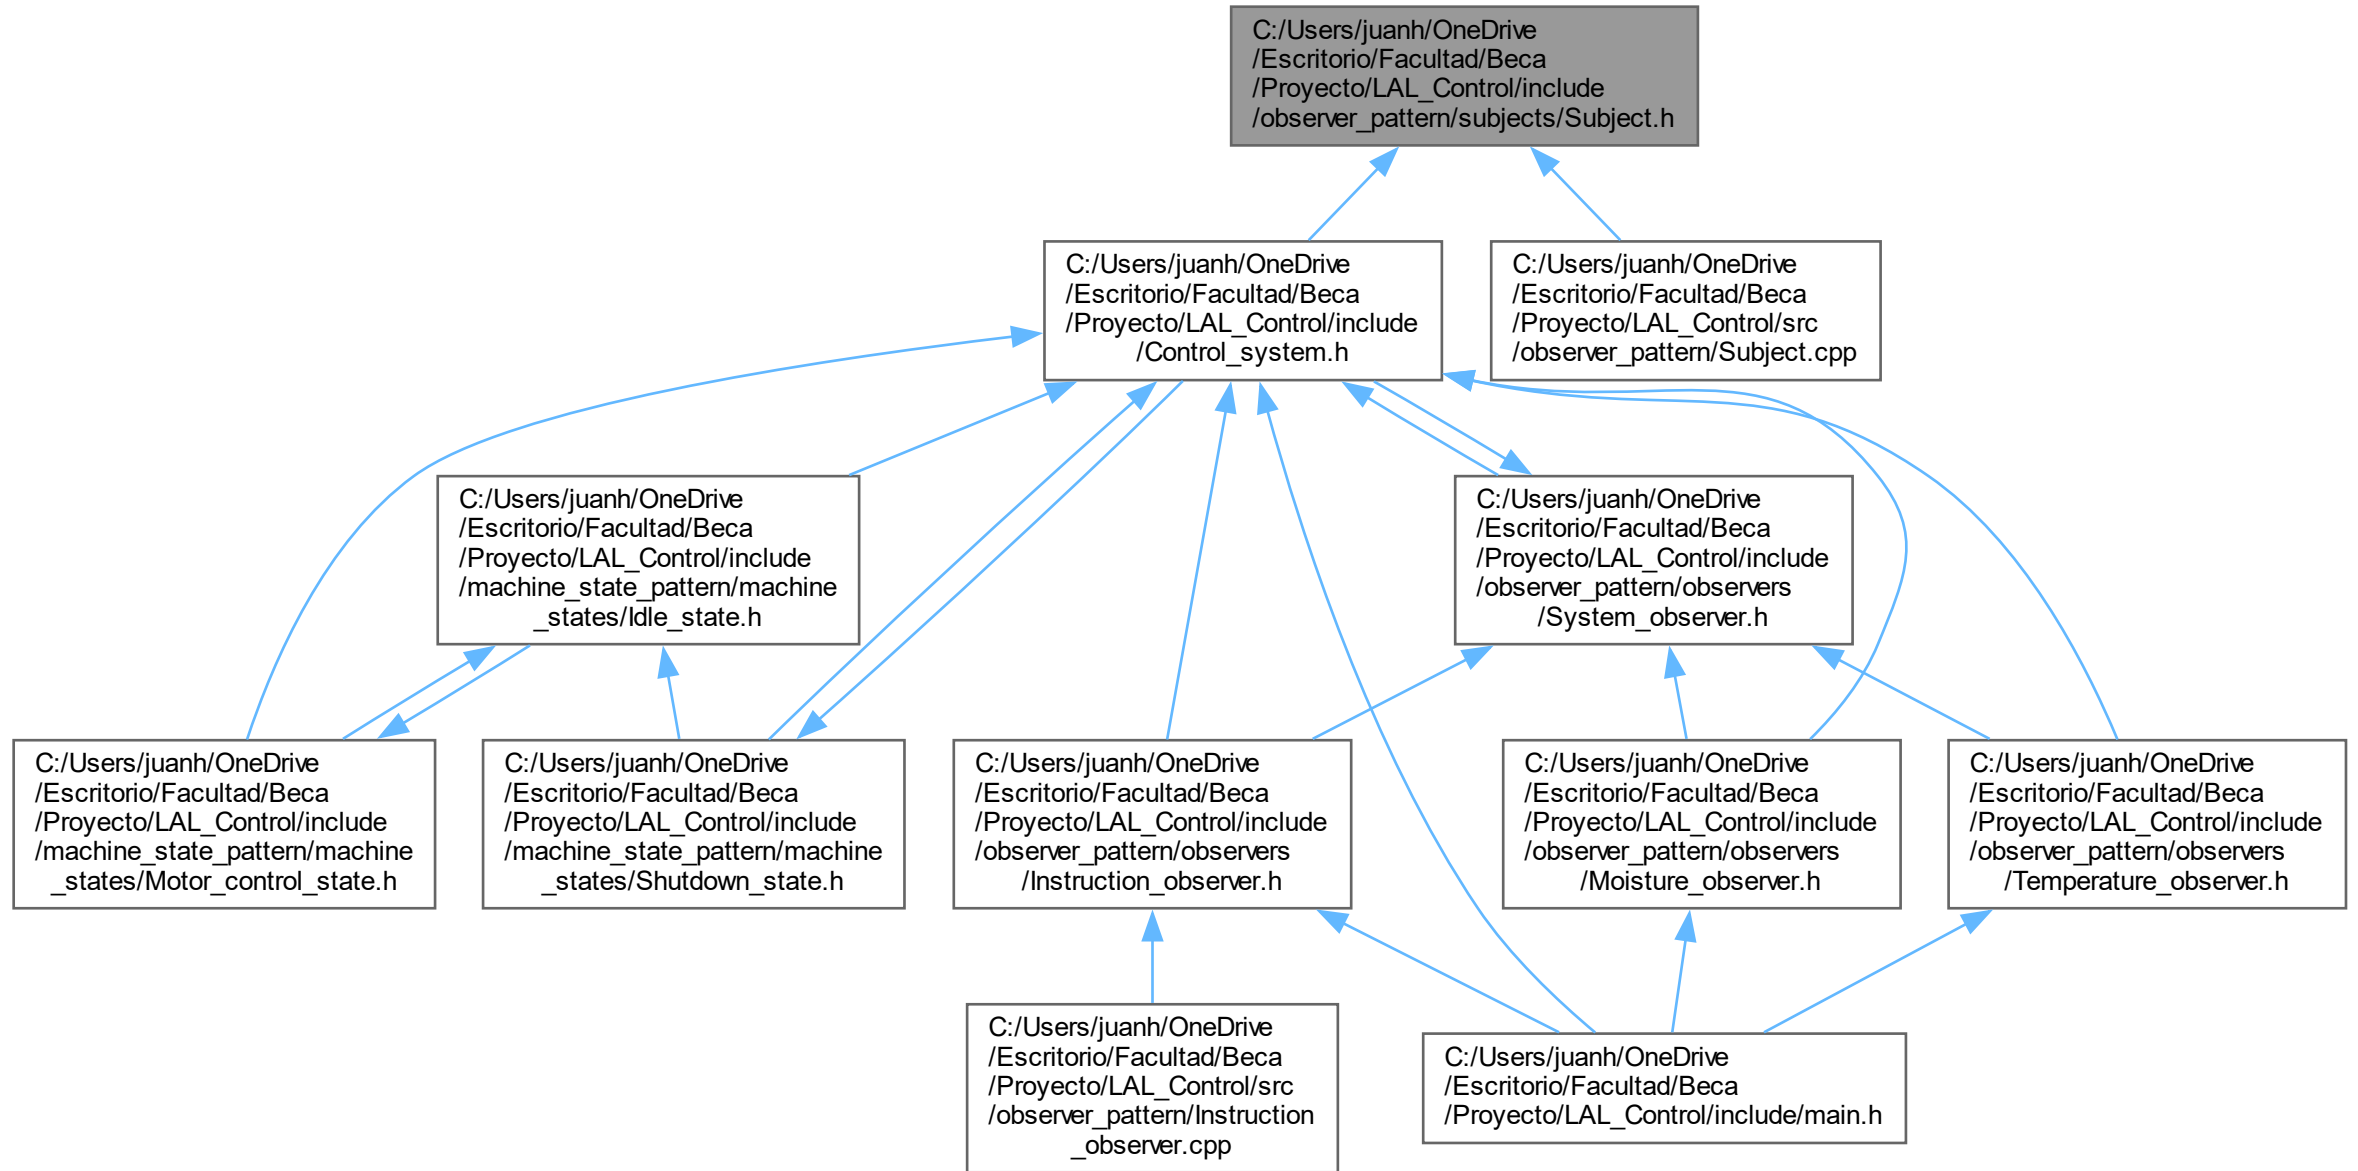 C:/Users/juanh/OneDrive
/Escritorio/Facultad/Beca
/Proyecto/LAL_Control/include
/observer_pattern/subjects/Subject.h
C:/Users/juanh/OneDrive
/Escritorio/Facultad/Beca
/Proyecto/LAL_Control/include
/Control_system.h
C:/Users/juanh/OneDrive
/Escritorio/Facultad/Beca
/Proyecto/LAL_Control/src
/observer_pattern/Subject.cpp
C:/Users/juanh/OneDrive
/Escritorio/Facultad/Beca
/Proyecto/LAL_Control/include
/machine_state_pattern/machine
_states/Idle_state.h
C:/Users/juanh/OneDrive
/Escritorio/Facultad/Beca
/Proyecto/LAL_Control/include
/observer_pattern/observers
/System_observer.h
C:/Users/juanh/OneDrive
/Escritorio/Facultad/Beca
/Proyecto/LAL_Control/include
/machine_state_pattern/machine
_states/Motor_control_state.h
C:/Users/juanh/OneDrive
/Escritorio/Facultad/Beca
/Proyecto/LAL_Control/include
/machine_state_pattern/machine
_states/Shutdown_state.h
C:/Users/juanh/OneDrive
/Escritorio/Facultad/Beca
/Proyecto/LAL_Control/include
/observer_pattern/observers
/Instruction_observer.h
C:/Users/juanh/OneDrive
/Escritorio/Facultad/Beca
/Proyecto/LAL_Control/include
/observer_pattern/observers
/Moisture_observer.h
C:/Users/juanh/OneDrive
/Escritorio/Facultad/Beca
/Proyecto/LAL_Control/include
/observer_pattern/observers
/Temperature_observer.h
C:/Users/juanh/OneDrive
/Escritorio/Facultad/Beca
/Proyecto/LAL_Control/src
/observer_pattern/Instruction
_observer.cpp
C:/Users/juanh/OneDrive
/Escritorio/Facultad/Beca
/Proyecto/LAL_Control/include/main.h